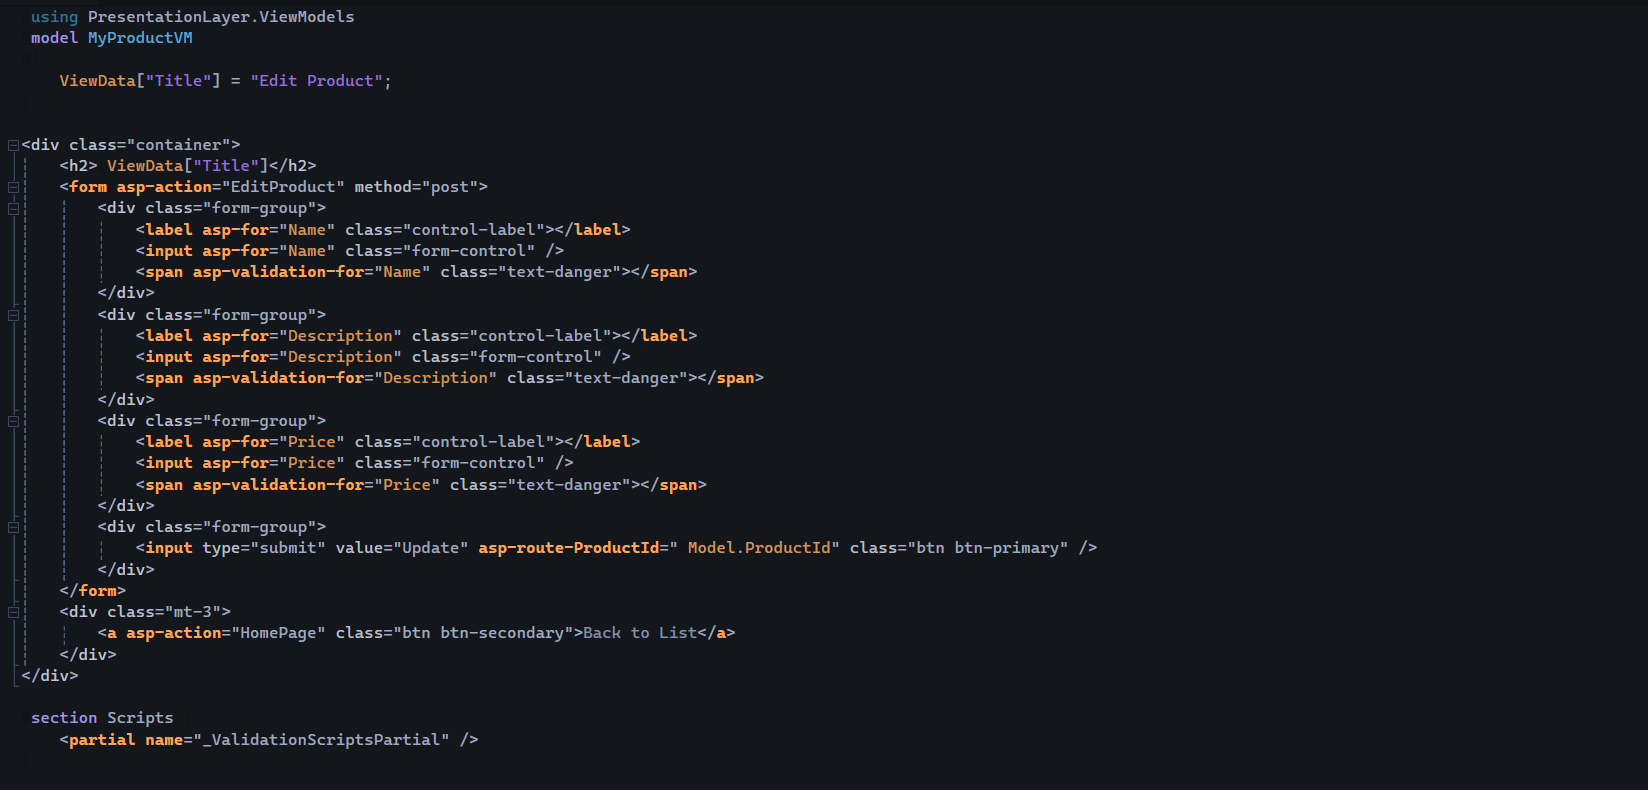 using PresentationLayer.ViewModels
model MyProductVM
ViewData["Title"] = "Edit Product";
<div class="container">
<h2> ViewData["Title"]</h2>
<form asp-action="EditProduct" method="post">
<div class="form-group">
<label asp-for="Name" class="control-label"></label>
<input asp-for="Name" class="form-control" />
<span asp-validation-for="Name" class="text-danger"></span>
</div>
<div class="form-group">
<label asp-for="Description" class="control-label"></label>
<input asp-for="Description" class="form-control" />
<span asp-validation-for="Description" class="text-danger"></span>
</div>
<div class="form-group">
<label asp-for="Price" class="control-label"></label>
<input asp-for="Price" class="form-control" />
<span asp-validation-for="Price" class="text-danger"></span>
</div>
<div class="form-group">
<input type="submit" value="Update" asp-route-ProductId=" Model.ProductId" class="btn btn-primary" />
</div>
</form>
<div class="mt-3">
<a asp-action="HomePage" class="btn btn-secondary">Back to List</a>
</div>
</div>
section Scripts
<partial name="_ValidationScriptsPartial" />